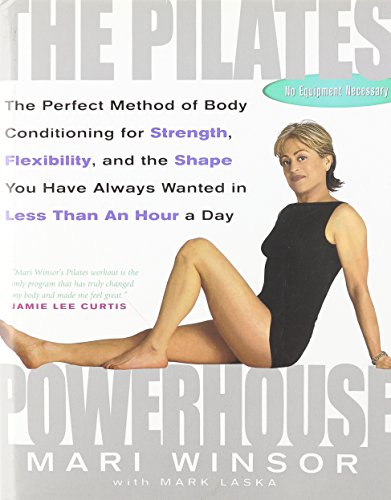 THE PILATES
No Equipment Necessary
The Perfect Method of Body
Conditioning for Strength,
Flexibility, and the Shape
You Have Always Wanted in
Less Than An Hour a Day
"Mari Winsor's Pilates workout is the
only program that has truly changed
my body and made me feel great."
JAMIE LEE CURTIS
POWERHOUSE
MARI WINSOR
with MARK LASKA